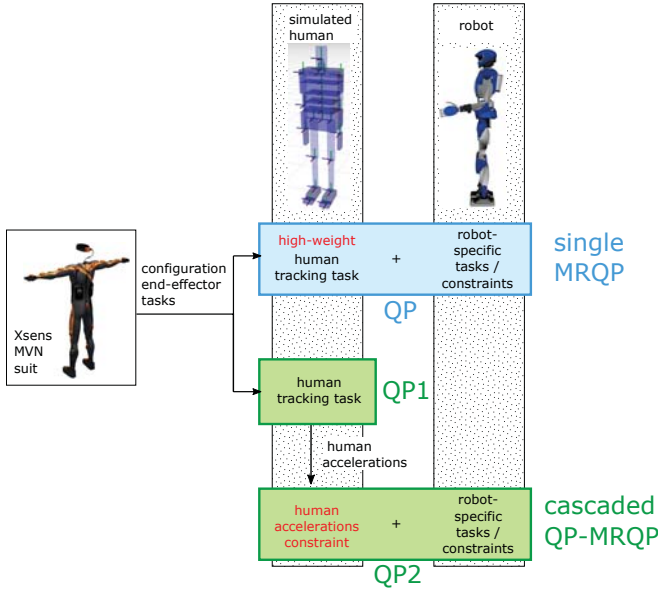 simulated
human
robot
high-weight
human
tracking task
+
robot-
specific
tasks /
constraints
single
MRQP
QP
configuration
end-effector
tasks
Xsens
MVN
suit
human
tracking task
QP1
human
accelerations
human
accelerations
constraint
+
robot-
specific
tasks /
constraints
cascaded
QP-MRQP
QP2